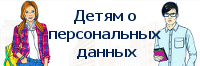 Детям о
персональных
данных